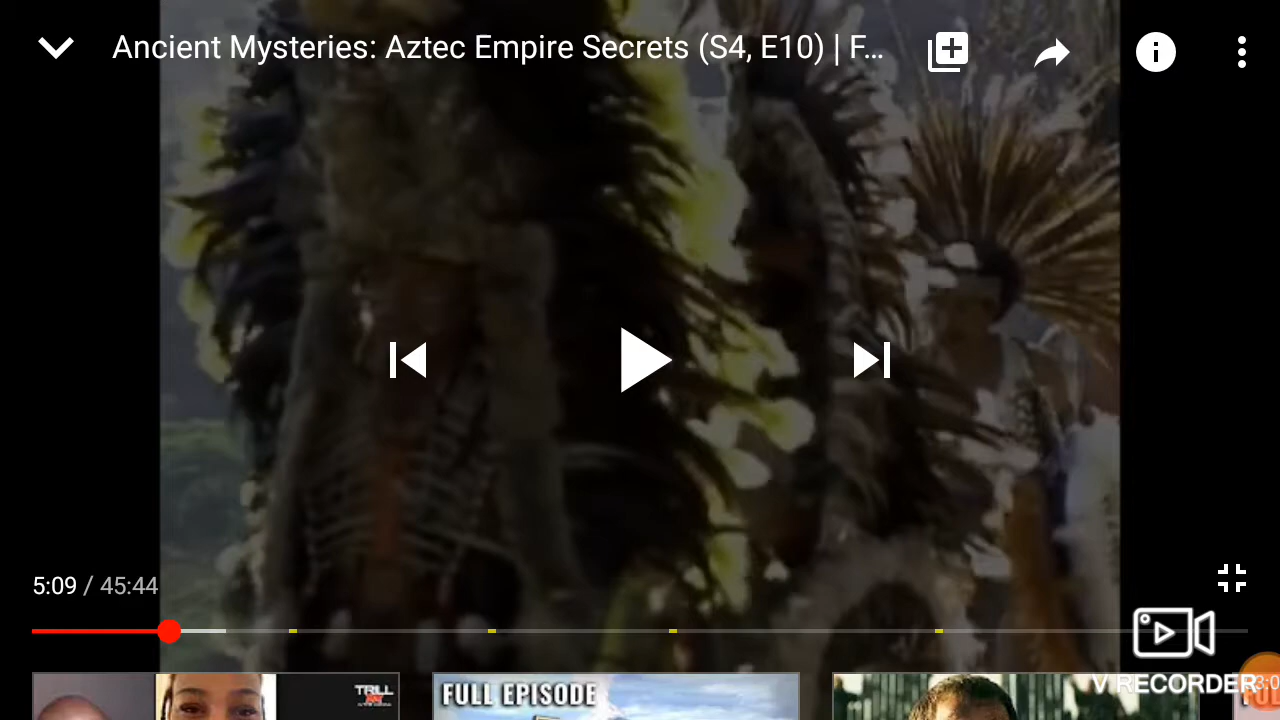 Ancient Mysteries: Aztec Empire Secrets (S4, E10) | F...
5:09 / 45:44
TRILL
FULL EPISODE
V RECORDER